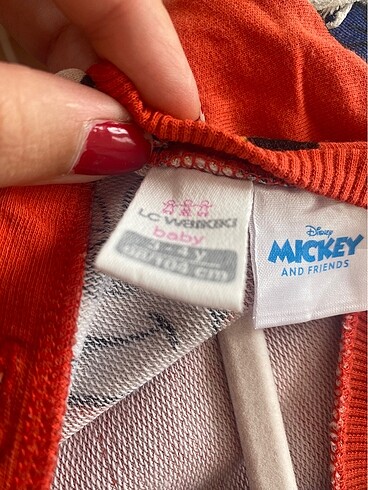 LC WAIKIKI
baby
3-4 y
98/104 cm
Disney
MICKEY
AND FRIENDS